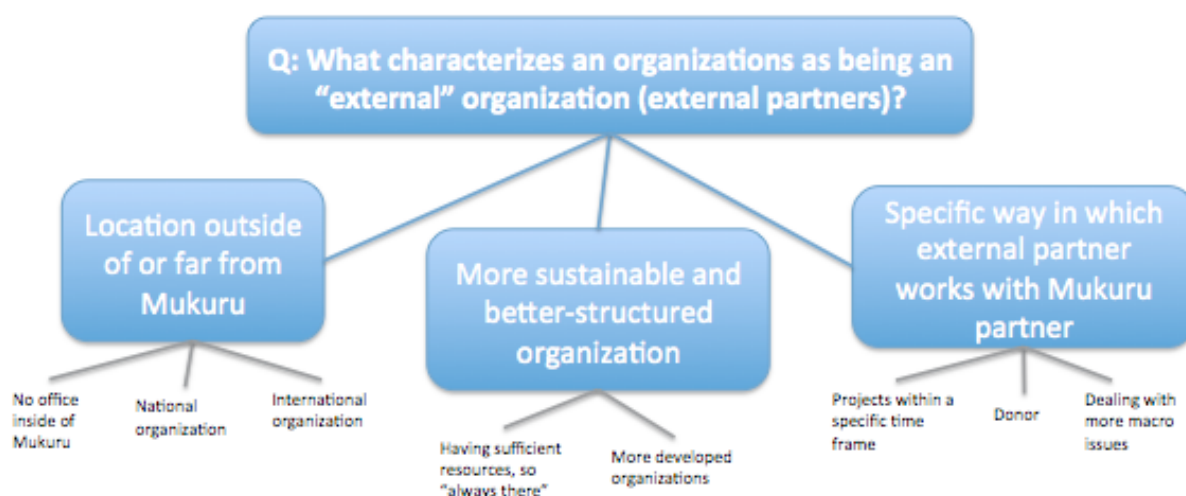 Q: What characterizes an organizations as being an
“external” organization (external partners)?
Location outside
of or far from
Mukuru
More sustainable and
better-structured
organization
Specific way in which
external partner
works with Mukuru
partner
No office
inside of
Mukuru
National
organization
International
organization
Having sufficient
resources, so
“always there”
More developed
organizations
Projects within a
specific time
frame
Donor
Dealing with
more macro
issues